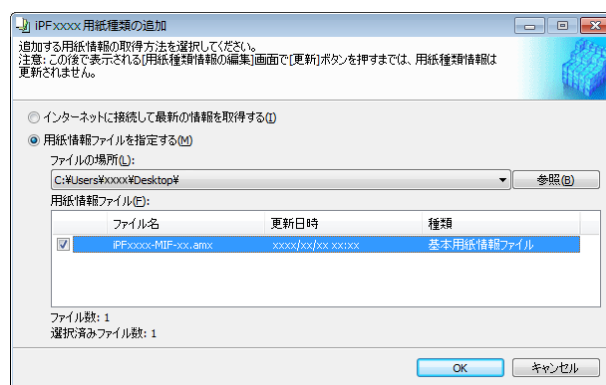 iPFxxxx 用紙種類の追加
追加する用紙情報の取得方法を選択してください。
注意: この後で表示される[用紙種類情報の編集]画面で[更新]ボタンを押すまでは、用紙種類情報は
更新されません。
インターネットに接続して最新の情報を取得する(I)
用紙情報ファイルを指定する(M)
ファイルの場所(L):
C:¥Users¥xxxx¥Desktop¥ 参照(B)
用紙情報ファイル(F):
ファイル名 更新日時 種類
iPFxxxx-MIF-xx.amx xxxx/xx/xx xx:xx 基本用紙情報ファイル
ファイル数: 1
選択済みファイル数: 1
OK キャンセル